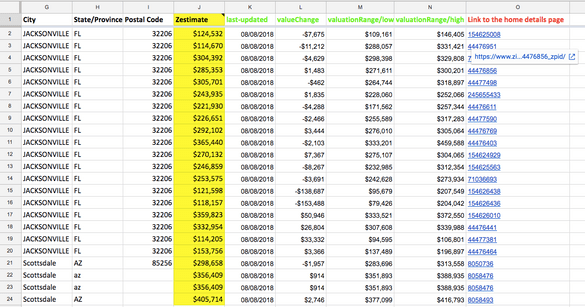 G H I J K L M N O
1 City State/Province Postal Code Zestimate last-updated valueChange valuationRange/low valuationRange/high Link to the home details page
2 JACKSONVILLE FL 32206 $124,532 08/08/2018 -$7,675 $109,161 $146,405 154625008
3 JACKSONVILLE FL 32206 $114,670 08/08/2018 -$11,212 $288,057 $331,421 44476951
4 JACKSONVILLE FL 32206 $304,392 08/08/2018 -$4,629 $298,398 $329,808 7 https://www.zi...4476856_zpid/
5 JACKSONVILLE FL 32206 $285,353 08/08/2018 $1,483 $271,611 $300,201 44476856
6 JACKSONVILLE FL 32206 $305,701 08/08/2018 -$462 $264,744 $318,897 44477498
7 JACKSONVILLE FL 32206 $243,935 08/08/2018 $1,835 $228,060 $252,066 245655433
8 JACKSONVILLE FL 32206 $221,930 08/08/2018 -$4,288 $171,562 $257,344 44476611
9 JACKSONVILLE FL 32206 $226,651 08/08/2018 -$2,466 $255,589 $317,283 44477590
10 JACKSONVILLE FL 32206 $292,102 08/08/2018 $3,444 $276,010 $305,064 44476769
11 JACKSONVILLE FL 32206 $365,440 08/08/2018 -$2,103 $333,201 $459,588 44476403
12 JACKSONVILLE FL 32206 $270,132 08/08/2018 $7,367 $275,107 $304,065 154624929
13 JACKSONVILLE FL 32206 $246,859 08/08/2018 -$8,267 $232,985 $312,354 154625563
14 JACKSONVILLE FL 32206 $253,575 08/08/2018 -$3,691 $242,628 $273,934 71036693
15 JACKSONVILLE FL 32206 $121,598 08/08/2018 -$138,687 $95,679 $207,549 154626438
16 JACKSONVILLE FL 32206 $118,157 08/08/2018 -$153,488 $79,426 $204,042 154626436
17 JACKSONVILLE FL 32206 $359,823 08/08/2018 $50,946 $333,521 $372,550 154626010
18 JACKSONVILLE FL 32206 $332,954 08/08/2018 $26,804 $307,608 $339,988 44476441
19 JACKSONVILLE FL 32206 $114,205 08/08/2018 $33,332 $94,595 $106,801 44477381
20 JACKSONVILLE FL 32206 $153,756 08/08/2018 $3,366 $137,489 $196,897 44476464
21 Scottsdale AZ 85256 $298,658 08/08/2018 -$1,957 $283,696 $313,558 8050736
22 Scottsdale az $356,409 08/08/2018 $914 $351,893 $388,935 8058476
23 Scottsdale az $356,409 08/08/2018 $914 $351,893 $388,935 8058476
24 Scottsdale AZ $405,714 08/08/2018 $2,746 $377,099 $416,793 8058493